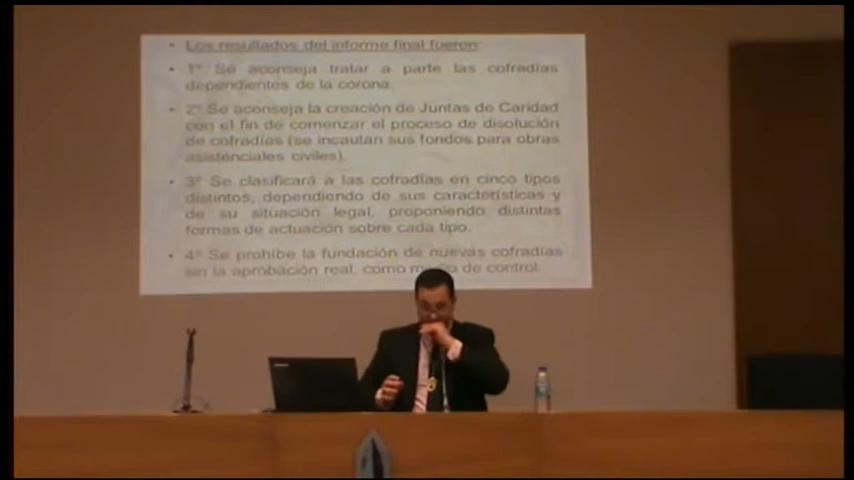 • Los resultados del informe final fueron:
• 1º Se aconseja tratar a parte las cofradías
dependientes de la corona.
• 2º Se aconseja la creación de Juntas de Caridad
con el fin de comenzar el proceso de disolución
de cofradías (se incautan sus fondos para obras
asistenciales civiles).
• 3º Se clasificará a las cofradías en cinco tipos
distintos, dependiendo de sus características y
de su situación legal, proponiendo distintas
formas de actuación sobre cada tipo.
• 4º Se prohíbe la fundación de nuevas cofradías
sin la aprobación real, como medio de control.